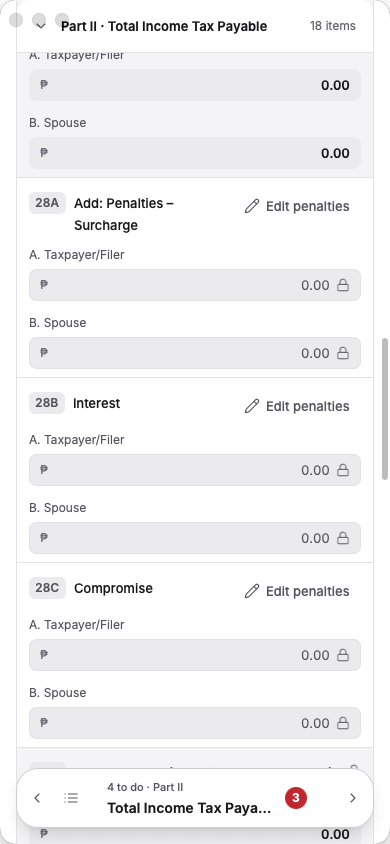 Part II · Total Income Tax Payable 18 items
A. Taxpayer/Filer
₱ 0.00
B. Spouse
₱ 0.00
28A Add: Penalties – Edit penalties
Surcharge
A. Taxpayer/Filer
₱ 0.00
B. Spouse
₱ 0.00
28B Interest Edit penalties
A. Taxpayer/Filer
₱ 0.00
B. Spouse
₱ 0.00
28C Compromise Edit penalties
A. Taxpayer/Filer
₱ 0.00
B. Spouse
₱ 0.00
4 to do · Part II
Total Income Tax Paya... 3
₱ 0.00